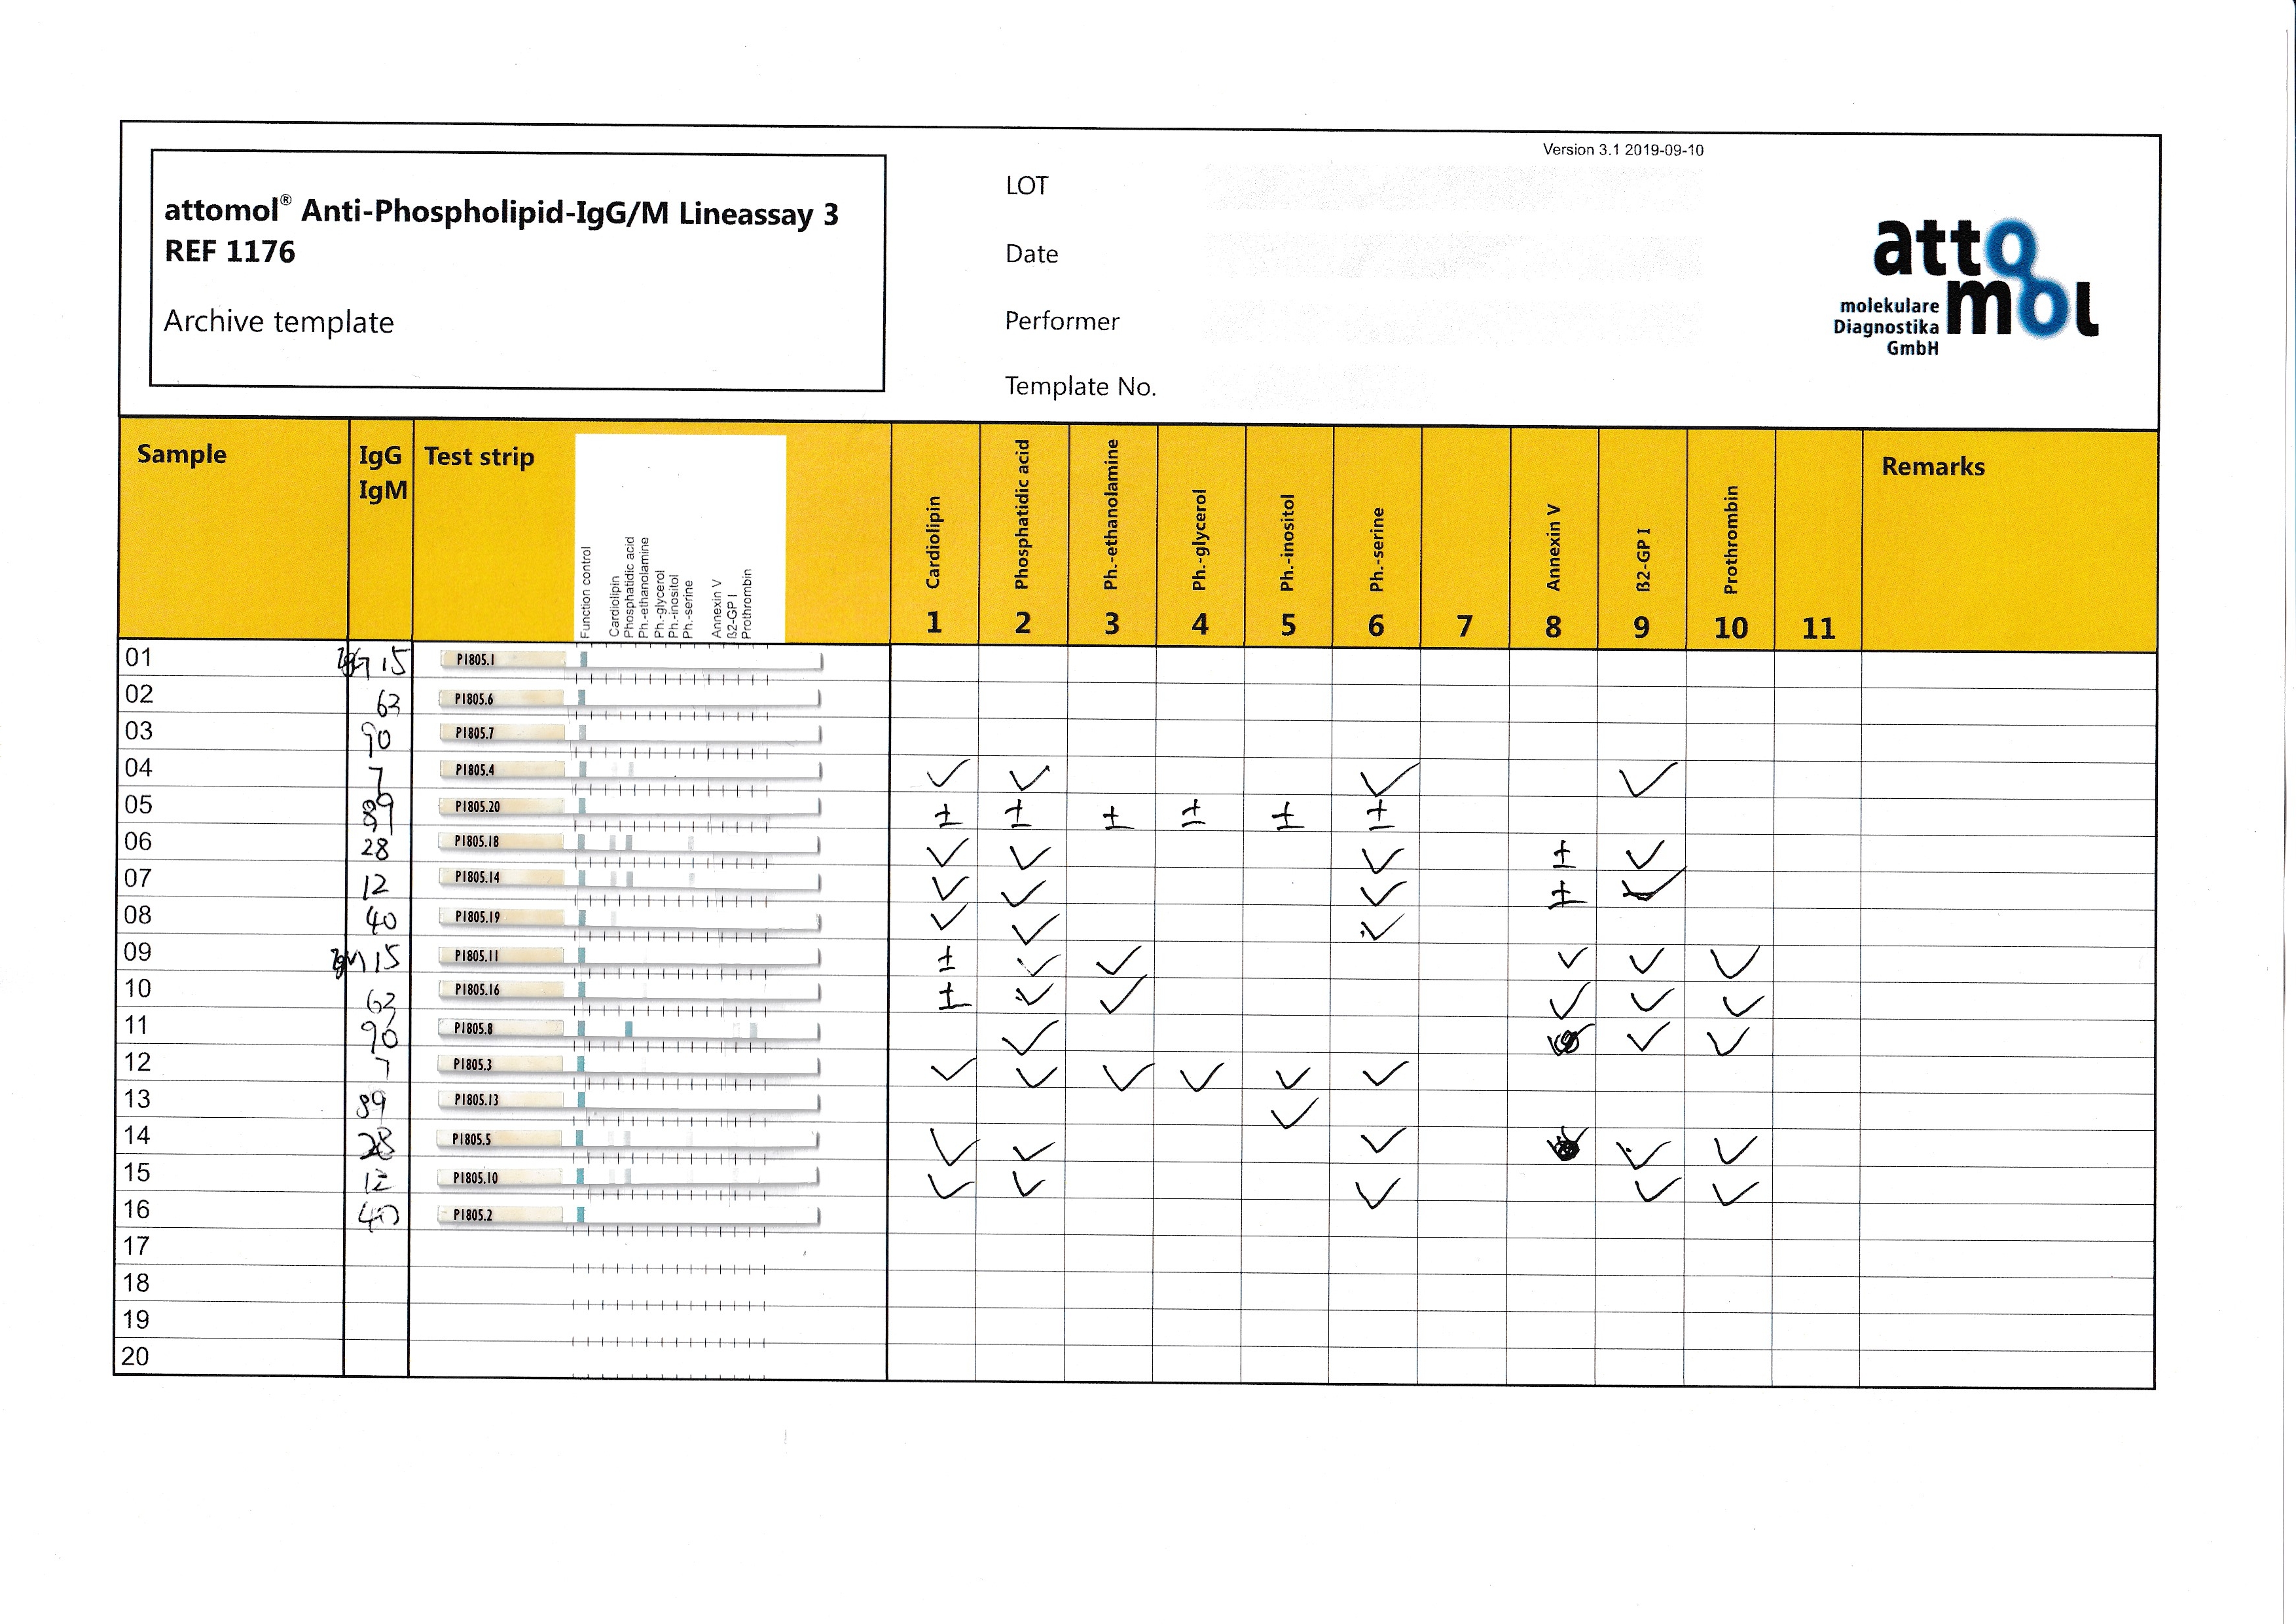 Version 3.1 2019-09-10
attomol® Anti-Phospholipid-IgG/M Lineassay 3
REF 1176
Archive template
LOT
Date
Performer
Template No.
atto
mol
molekulare
Diagnostika
GmbH
Sample
IgG
IgM
Test strip
Function control
Cardiolipin
Phosphatidic acid
Ph.-ethanolamine
Ph.-glycerol
Ph.-inositol
Ph.-serine
Annexin V
ß2-GP I
Prothrombin
Cardiolipin 1
Phosphatidic acid 2
Ph.-ethanolamine 3
Ph.-glycerol 4
Ph.-inositol 5
Ph.-serine 6
7
Annexin V 8
ß2-GP I 9
Prothrombin 10
11
Remarks
01 IgG 15 P1805.1
02 63 P1805.6
03 90 P1805.7
04 7 P1805.4 ✓ ✓ ✓ ✓
05 89 P1805.20 ± ± ± ± ± ±
06 28 P1805.18 ✓ ✓ ✓ ± ✓
07 12 P1805.14 ✓ ✓ ✓ ± ✓
08 40 P1805.19 ✓ ✓ ✓
09 IgM 15 P1805.11 ± ✓ ✓ ✓ ✓ ✓
10 63 P1805.16 ± ✓ ✓ ✓ ✓ ✓
11 90 P1805.8 ✓ ✓ ✓
12 7 P1805.3 ✓ ✓ ✓ ✓ ✓ ✓
13 89 P1805.13 ✓
14 28 P1805.5 ✓ ✓ ✓ ✓ ✓
15 12 P1805.10 ✓ ✓ ✓ ✓ ✓
16 40 P1805.2
17
18
19
20